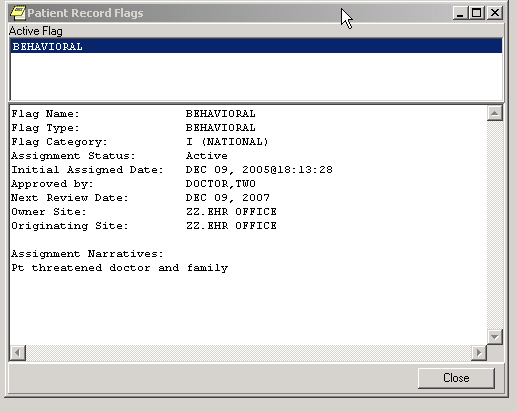 Patient Record Flags
Active Flag
BEHAVIORAL
Flag Name: BEHAVIORAL
Flag Type: BEHAVIORAL
Flag Category: I (NATIONAL)
Assignment Status: Active
Initial Assigned Date: DEC 09, 2005@18:13:28
Approved by: DOCTOR,TWO
Next Review Date: DEC 09, 2007
Owner Site: ZZ.EHR OFFICE
Originating Site: ZZ.EHR OFFICE
Assignment Narratives:
Pt threatened doctor and family
Close